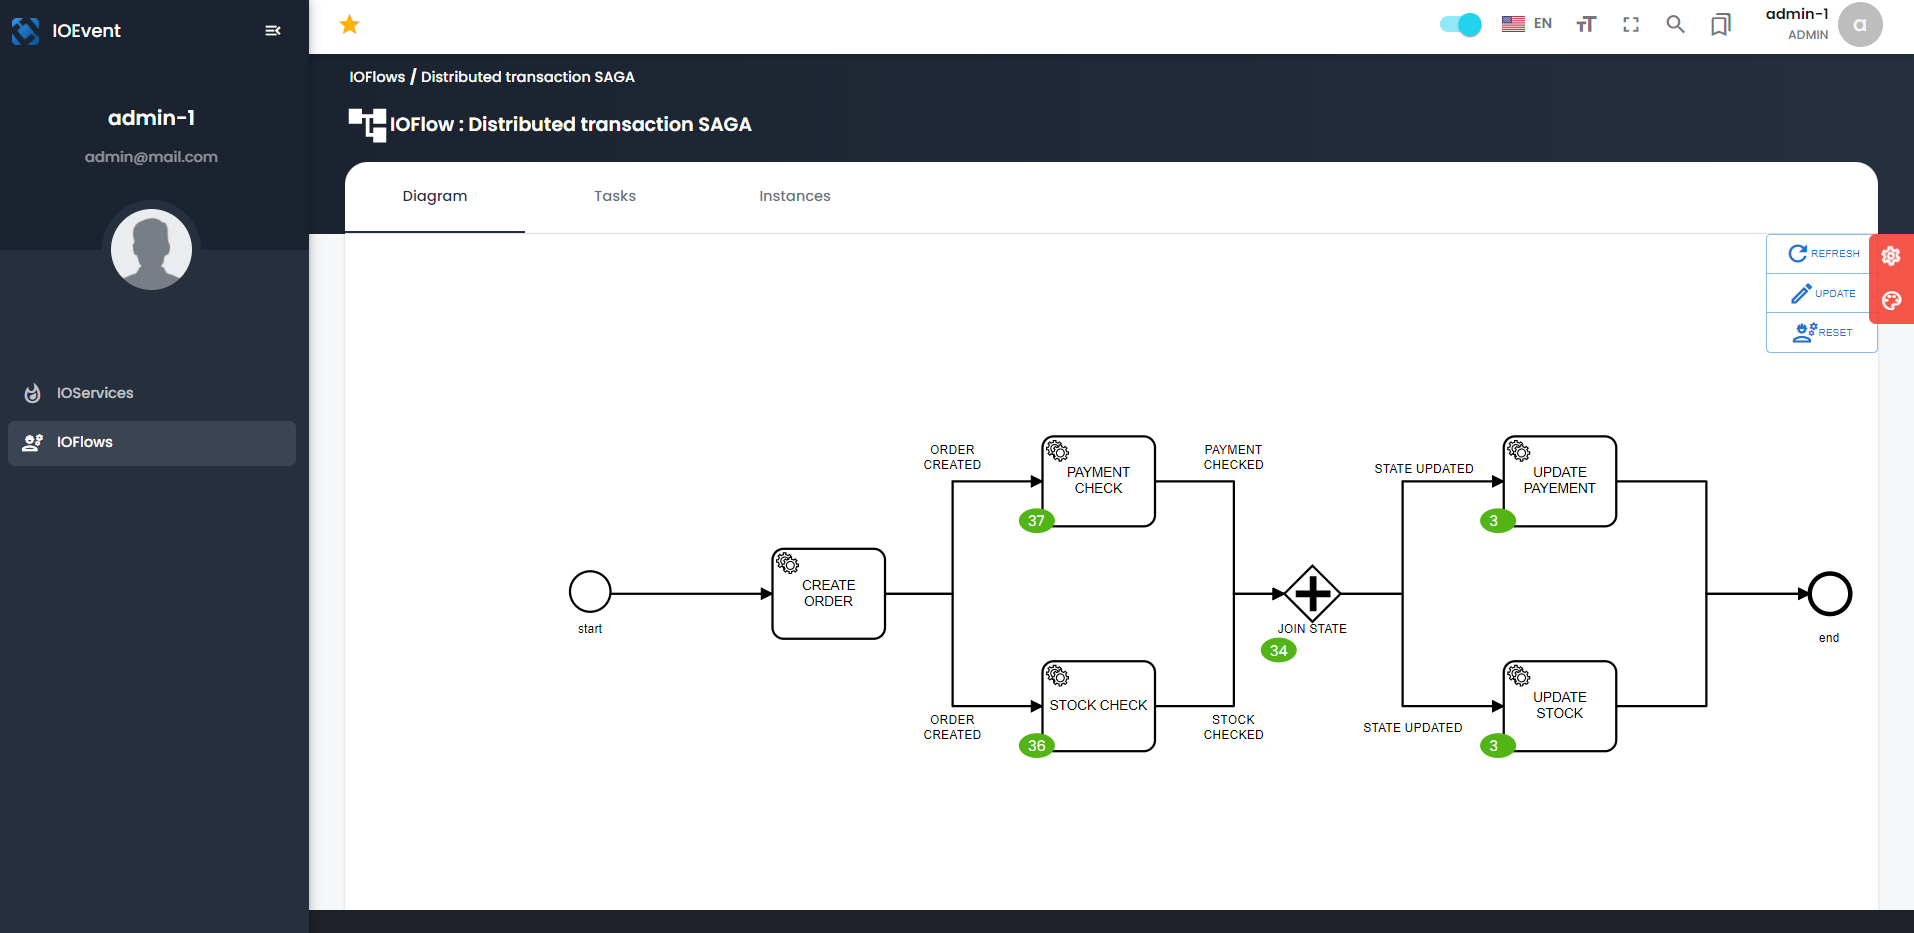 IOEvent
admin-1
admin@mail.com
IOServices
IOFlows
EN
admin-1
ADMIN
a
IOFlows / Distributed transaction SAGA
IOFlow : Distributed transaction SAGA
Diagram
Tasks
Instances
REFRESH
UPDATE
RESET
start
CREATE
ORDER
ORDER
CREATED
PAYMENT
CHECK
37
PAYMENT
CHECKED
ORDER
CREATED
STOCK CHECK
36
STOCK
CHECKED
JOIN STATE
34
STATE UPDATED
UPDATE
PAYEMENT
3
STATE UPDATED
UPDATE
STOCK
3
end